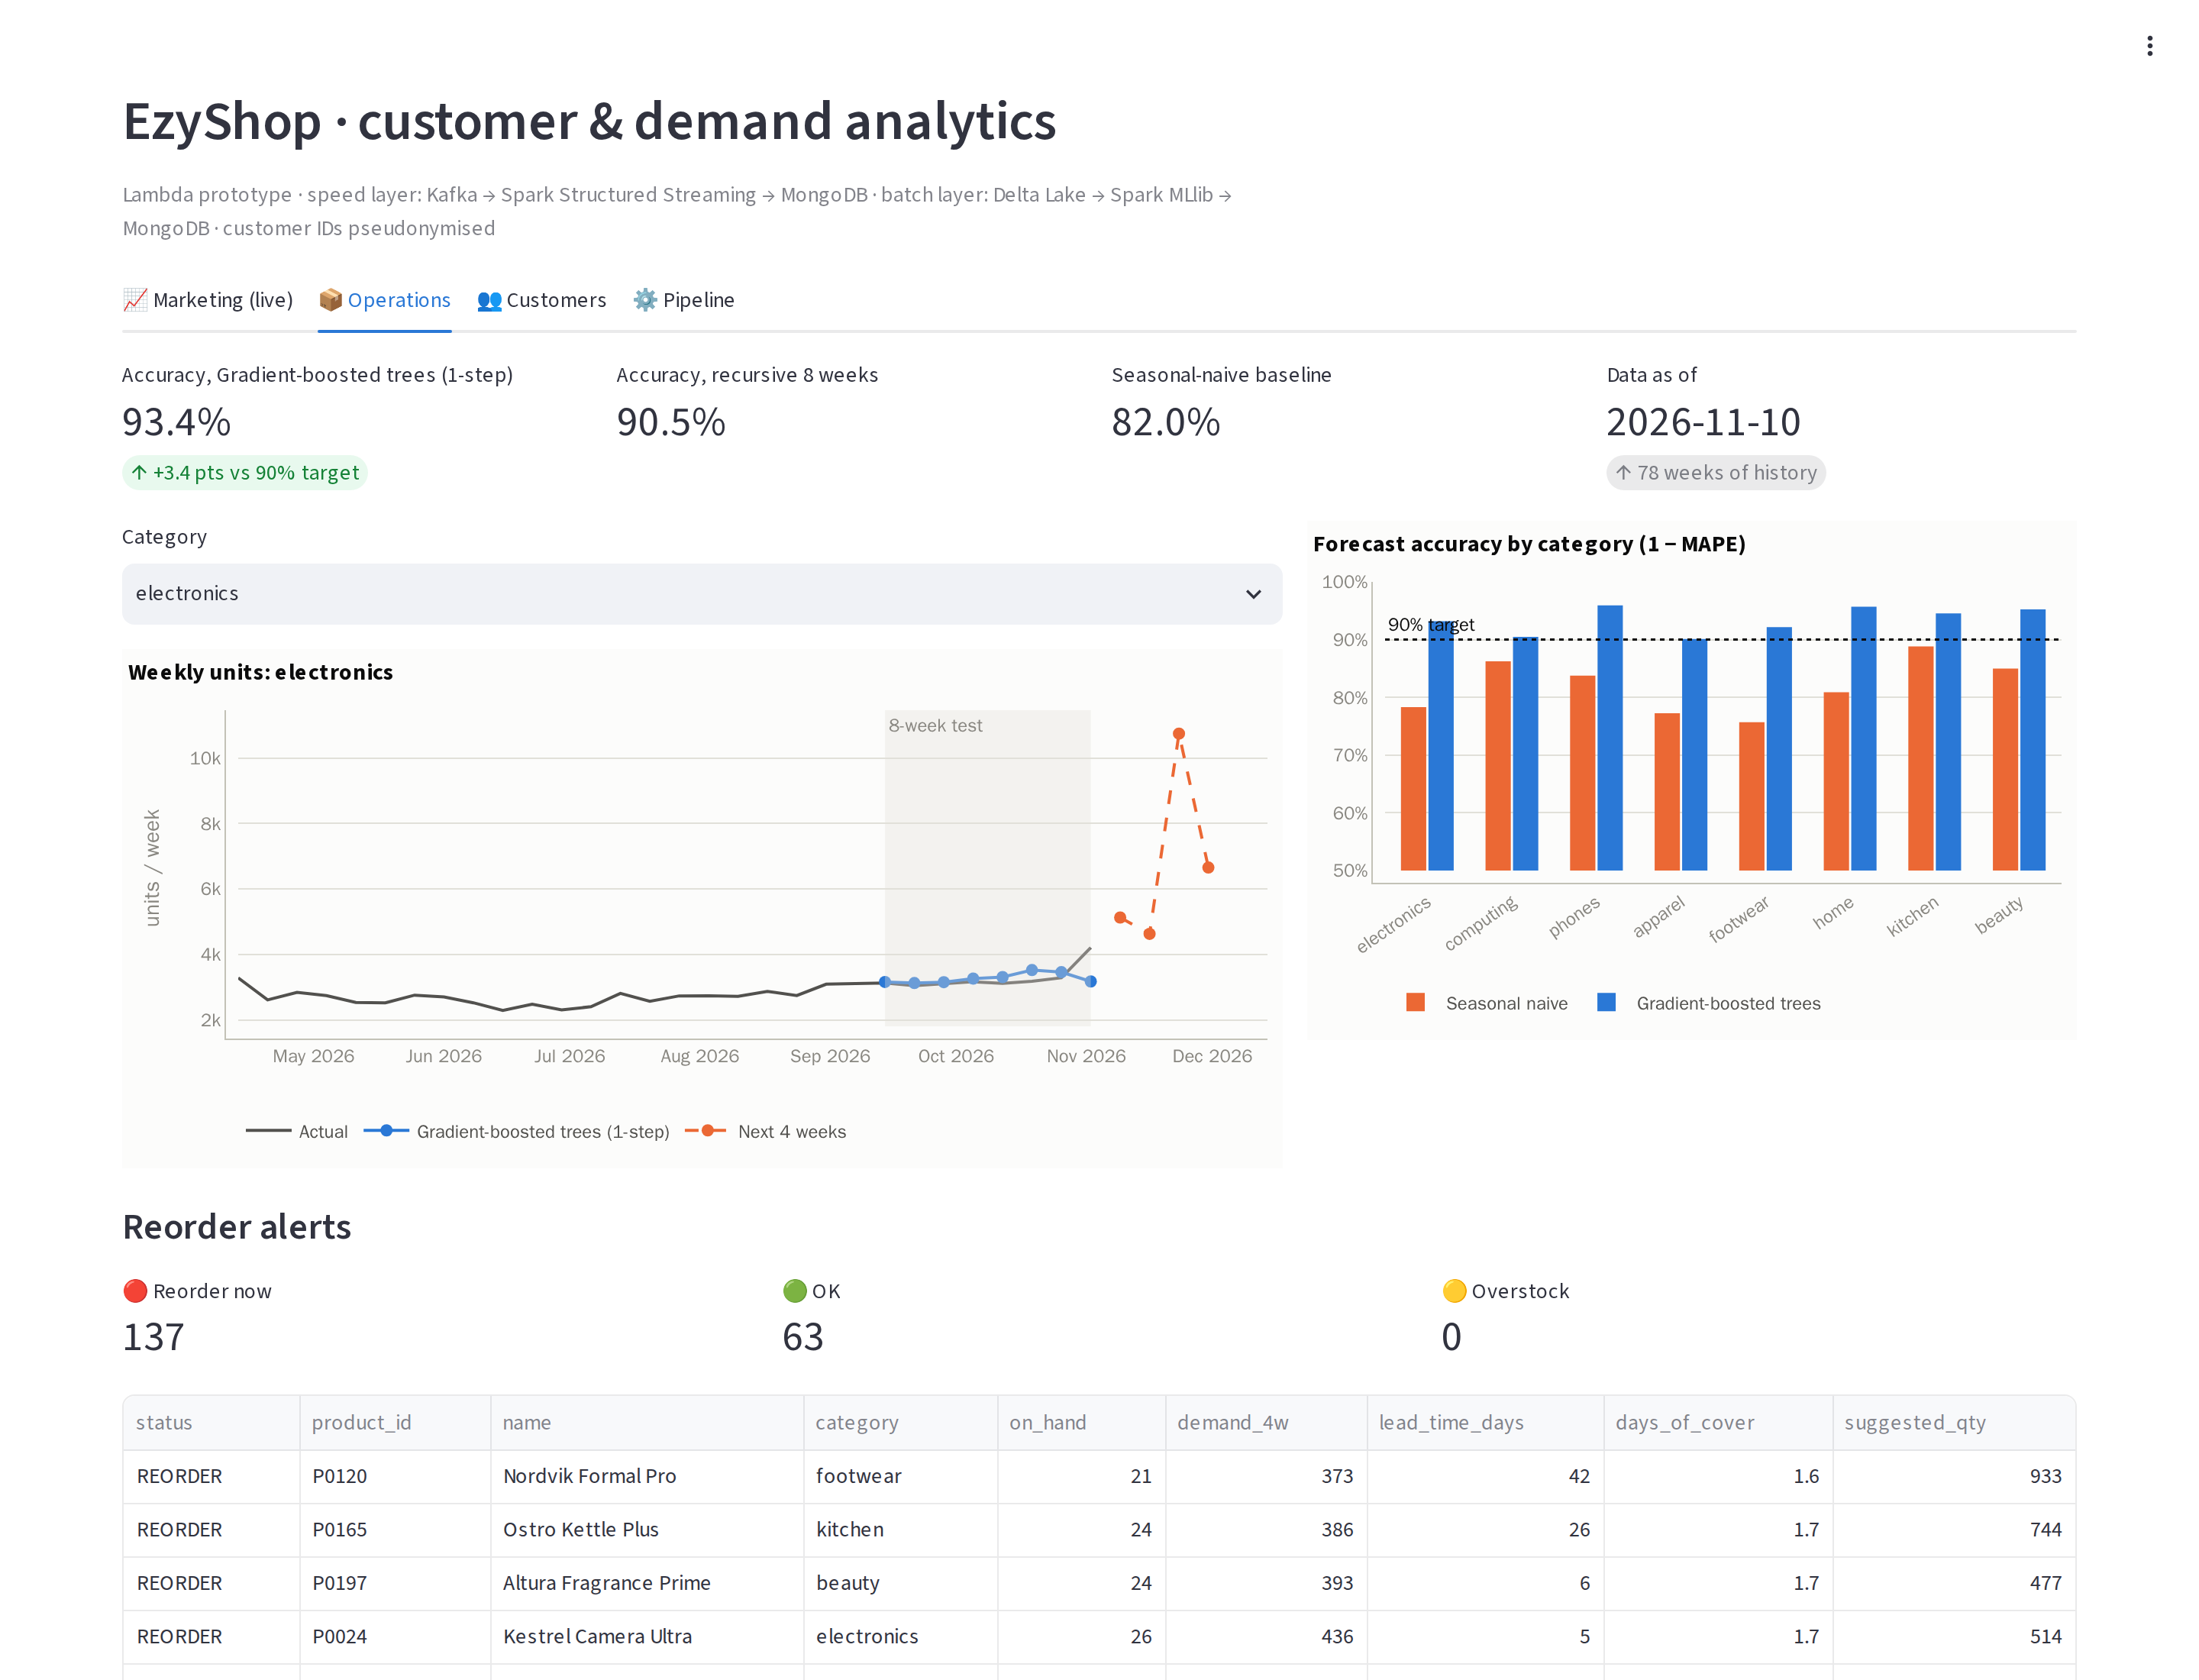 EzyShop · customer & demand analytics
Lambda prototype · speed layer: Kafka → Spark Structured Streaming → MongoDB · batch layer: Delta Lake → Spark MLlib →
MongoDB · customer IDs pseudonymised
📈 Marketing (live) 📦 Operations 👥 Customers ⚙️ Pipeline
Accuracy, Gradient-boosted trees (1-step) Accuracy, recursive 8 weeks Seasonal-naive baseline Data as of
93.4% 90.5% 82.0% 2026-11-10
↑ +3.4 pts vs 90% target ↑ 78 weeks of history
Category
electronics
Weekly units: electronics
8-week test
10k
8k
6k
4k
2k
units / week
May 2026 Jun 2026 Jul 2026 Aug 2026 Sep 2026 Oct 2026 Nov 2026 Dec 2026
Actual Gradient-boosted trees (1-step) Next 4 weeks
Forecast accuracy by category (1 − MAPE)
100%
90% target
90%
80%
70%
60%
50%
electronics computing phones apparel footwear home kitchen beauty
Seasonal naive Gradient-boosted trees
Reorder alerts
🔴 Reorder now 🟢 OK 🟡 Overstock
137 63 0
status product_id name category on_hand demand_4w lead_time_days days_of_cover suggested_qty
REORDER P0120 Nordvik Formal Pro footwear 21 373 42 1.6 933
REORDER P0165 Ostro Kettle Plus kitchen 24 386 26 1.7 744
REORDER P0197 Altura Fragrance Prime beauty 24 393 6 1.7 477
REORDER P0024 Kestrel Camera Ultra electronics 26 436 5 1.7 514